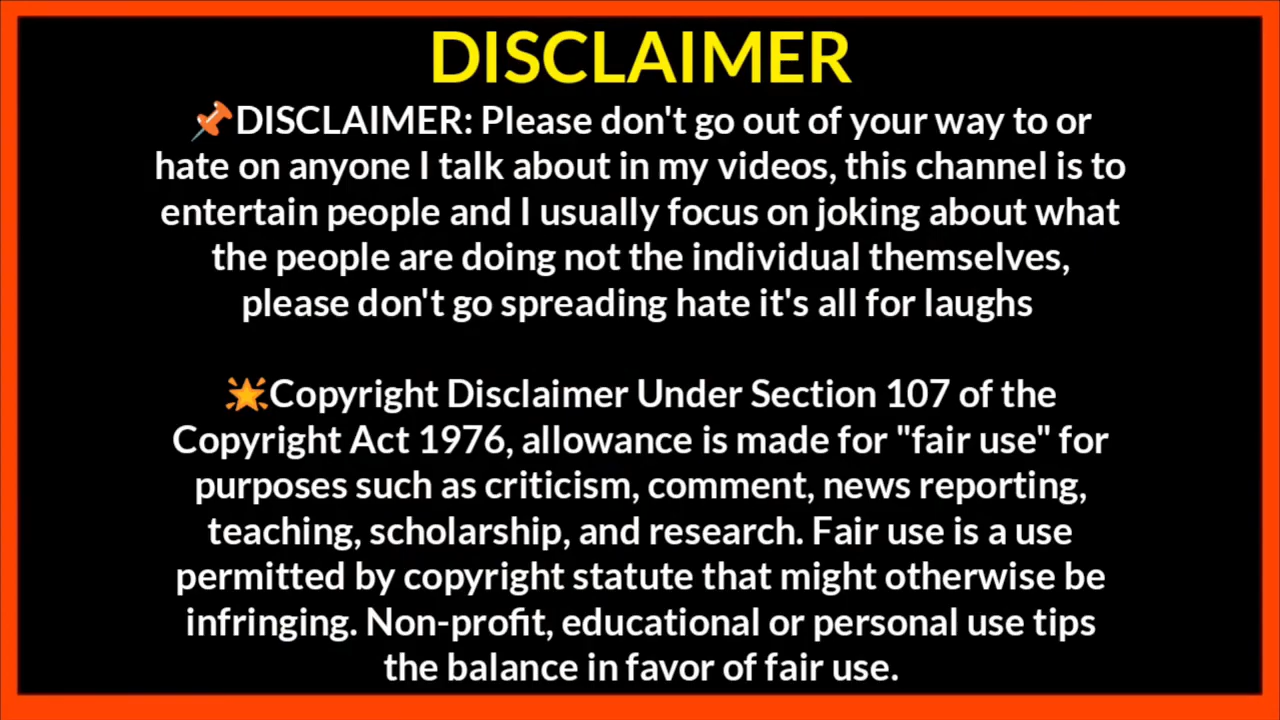 DISCLAIMER
📌DISCLAIMER: Please don't go out of your way to or
hate on anyone I talk about in my videos, this channel is to
entertain people and I usually focus on joking about what
the people are doing not the individual themselves,
please don't go spreading hate it's all for laughs
🌟Copyright Disclaimer Under Section 107 of the
Copyright Act 1976, allowance is made for "fair use" for
purposes such as criticism, comment, news reporting,
teaching, scholarship, and research. Fair use is a use
permitted by copyright statute that might otherwise be
infringing. Non-profit, educational or personal use tips
the balance in favor of fair use.